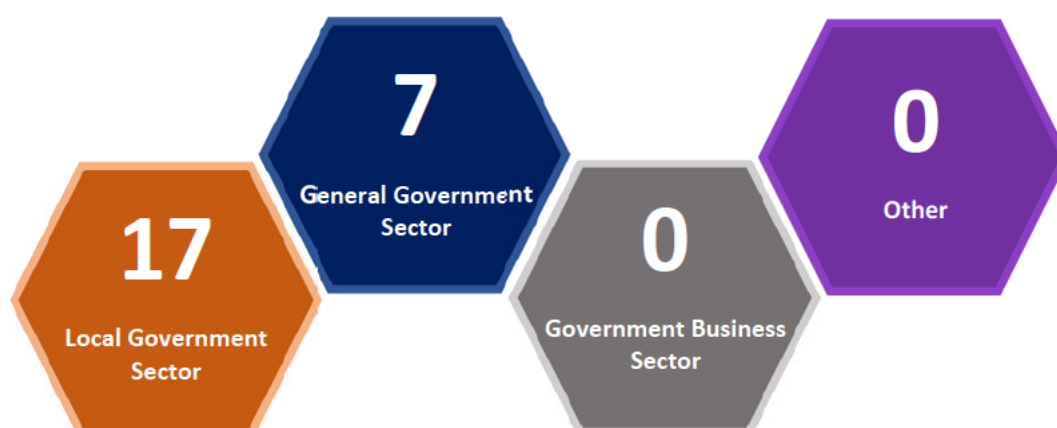 17
Local Government
Sector
7
General Government
Sector
0
Government Business
Sector
0
Other